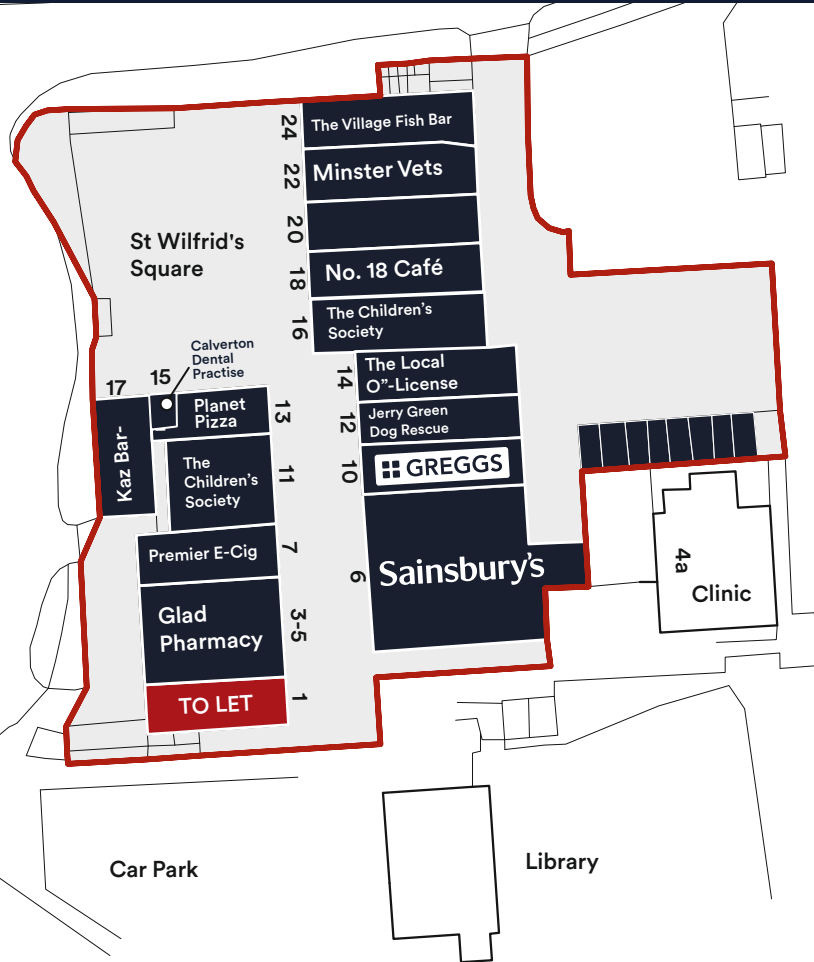 24
The Village Fish Bar
22
Minster Vets
20
St Wilfrid's
Square
18
No. 18 Café
16
The Children's
Society
Calverton
Dental
Practise
14
The Local
O”-License
17
15
Planet
Pizza
13
12
Jerry Green
Dog Rescue
Kaz Bar-
The
Children's
Society
11
10
GREGGS
Premier E-Cig
7
6
Sainsbury's
4a
Clinic
Glad
Pharmacy
3-5
TO LET
1
Car Park
Library